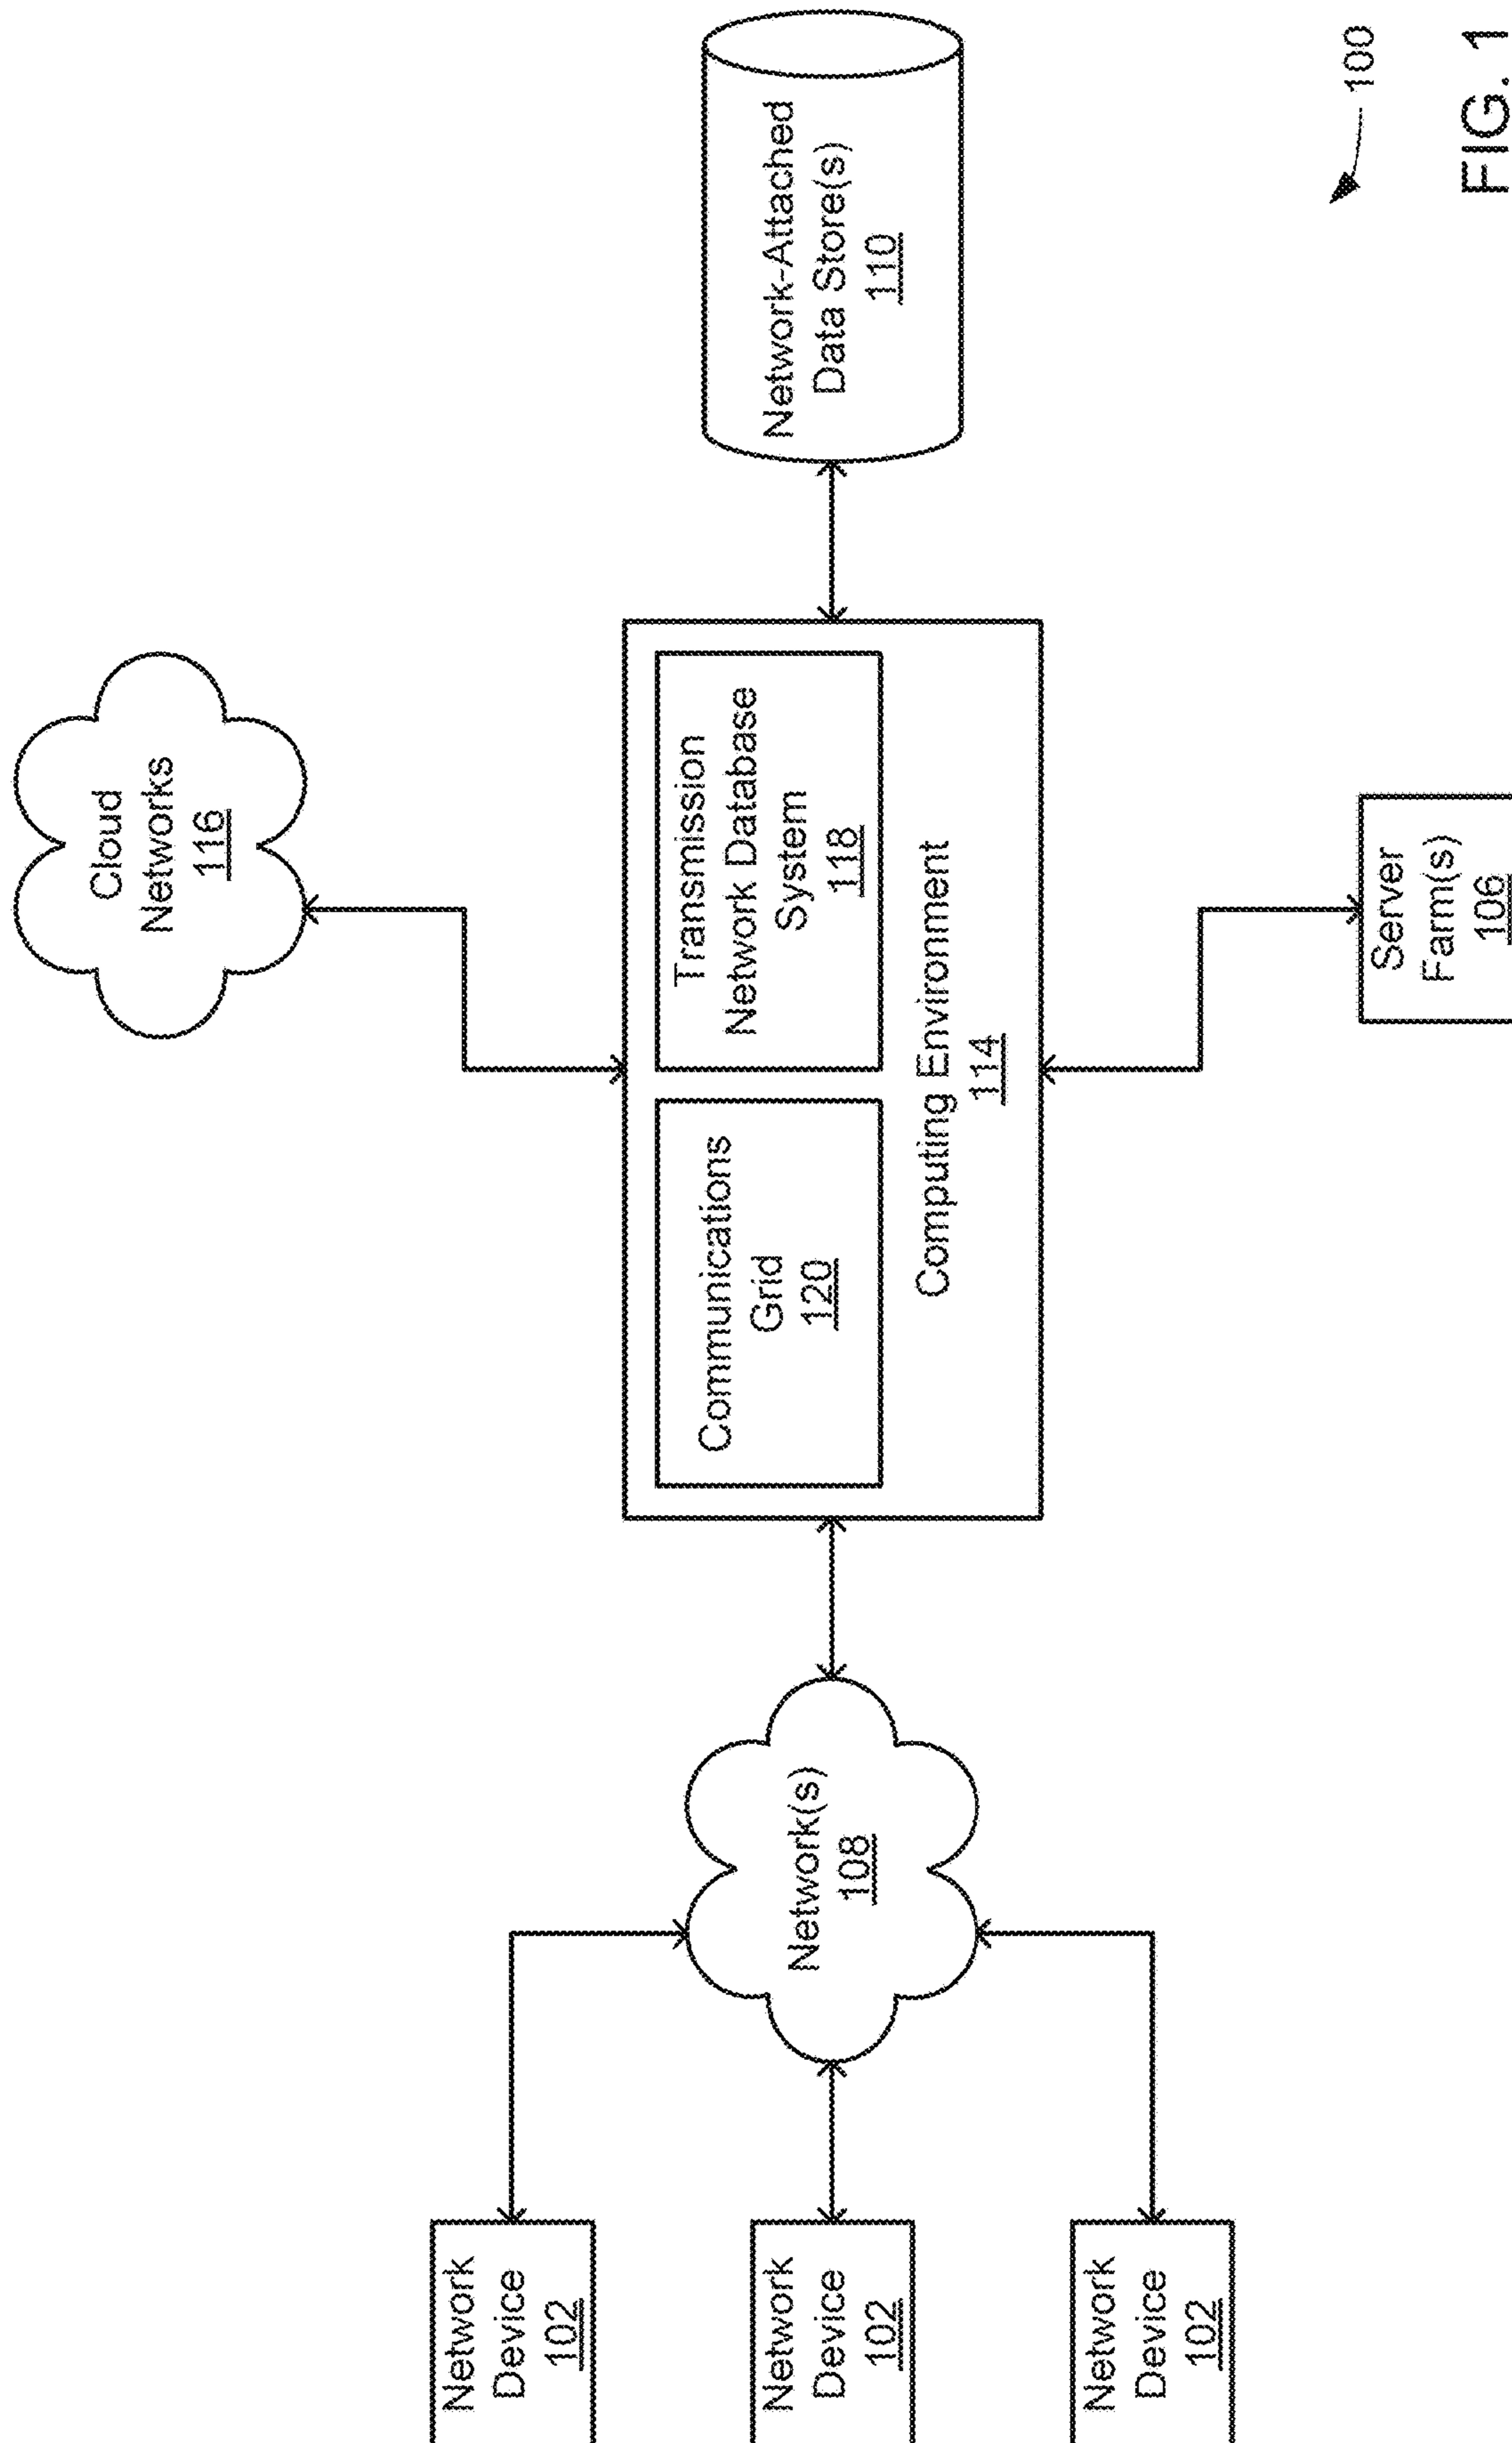 Cloud
Networks
116
Network
Device
102
Network
Device
102
Network
Device
102
Network(s)
108
Communications
Grid
120
Transmission
Network Database
System
118
Computing Environment
114
Network-Attached
Data Store(s)
110
Server
Farm(s)
106
100
FIG. 1